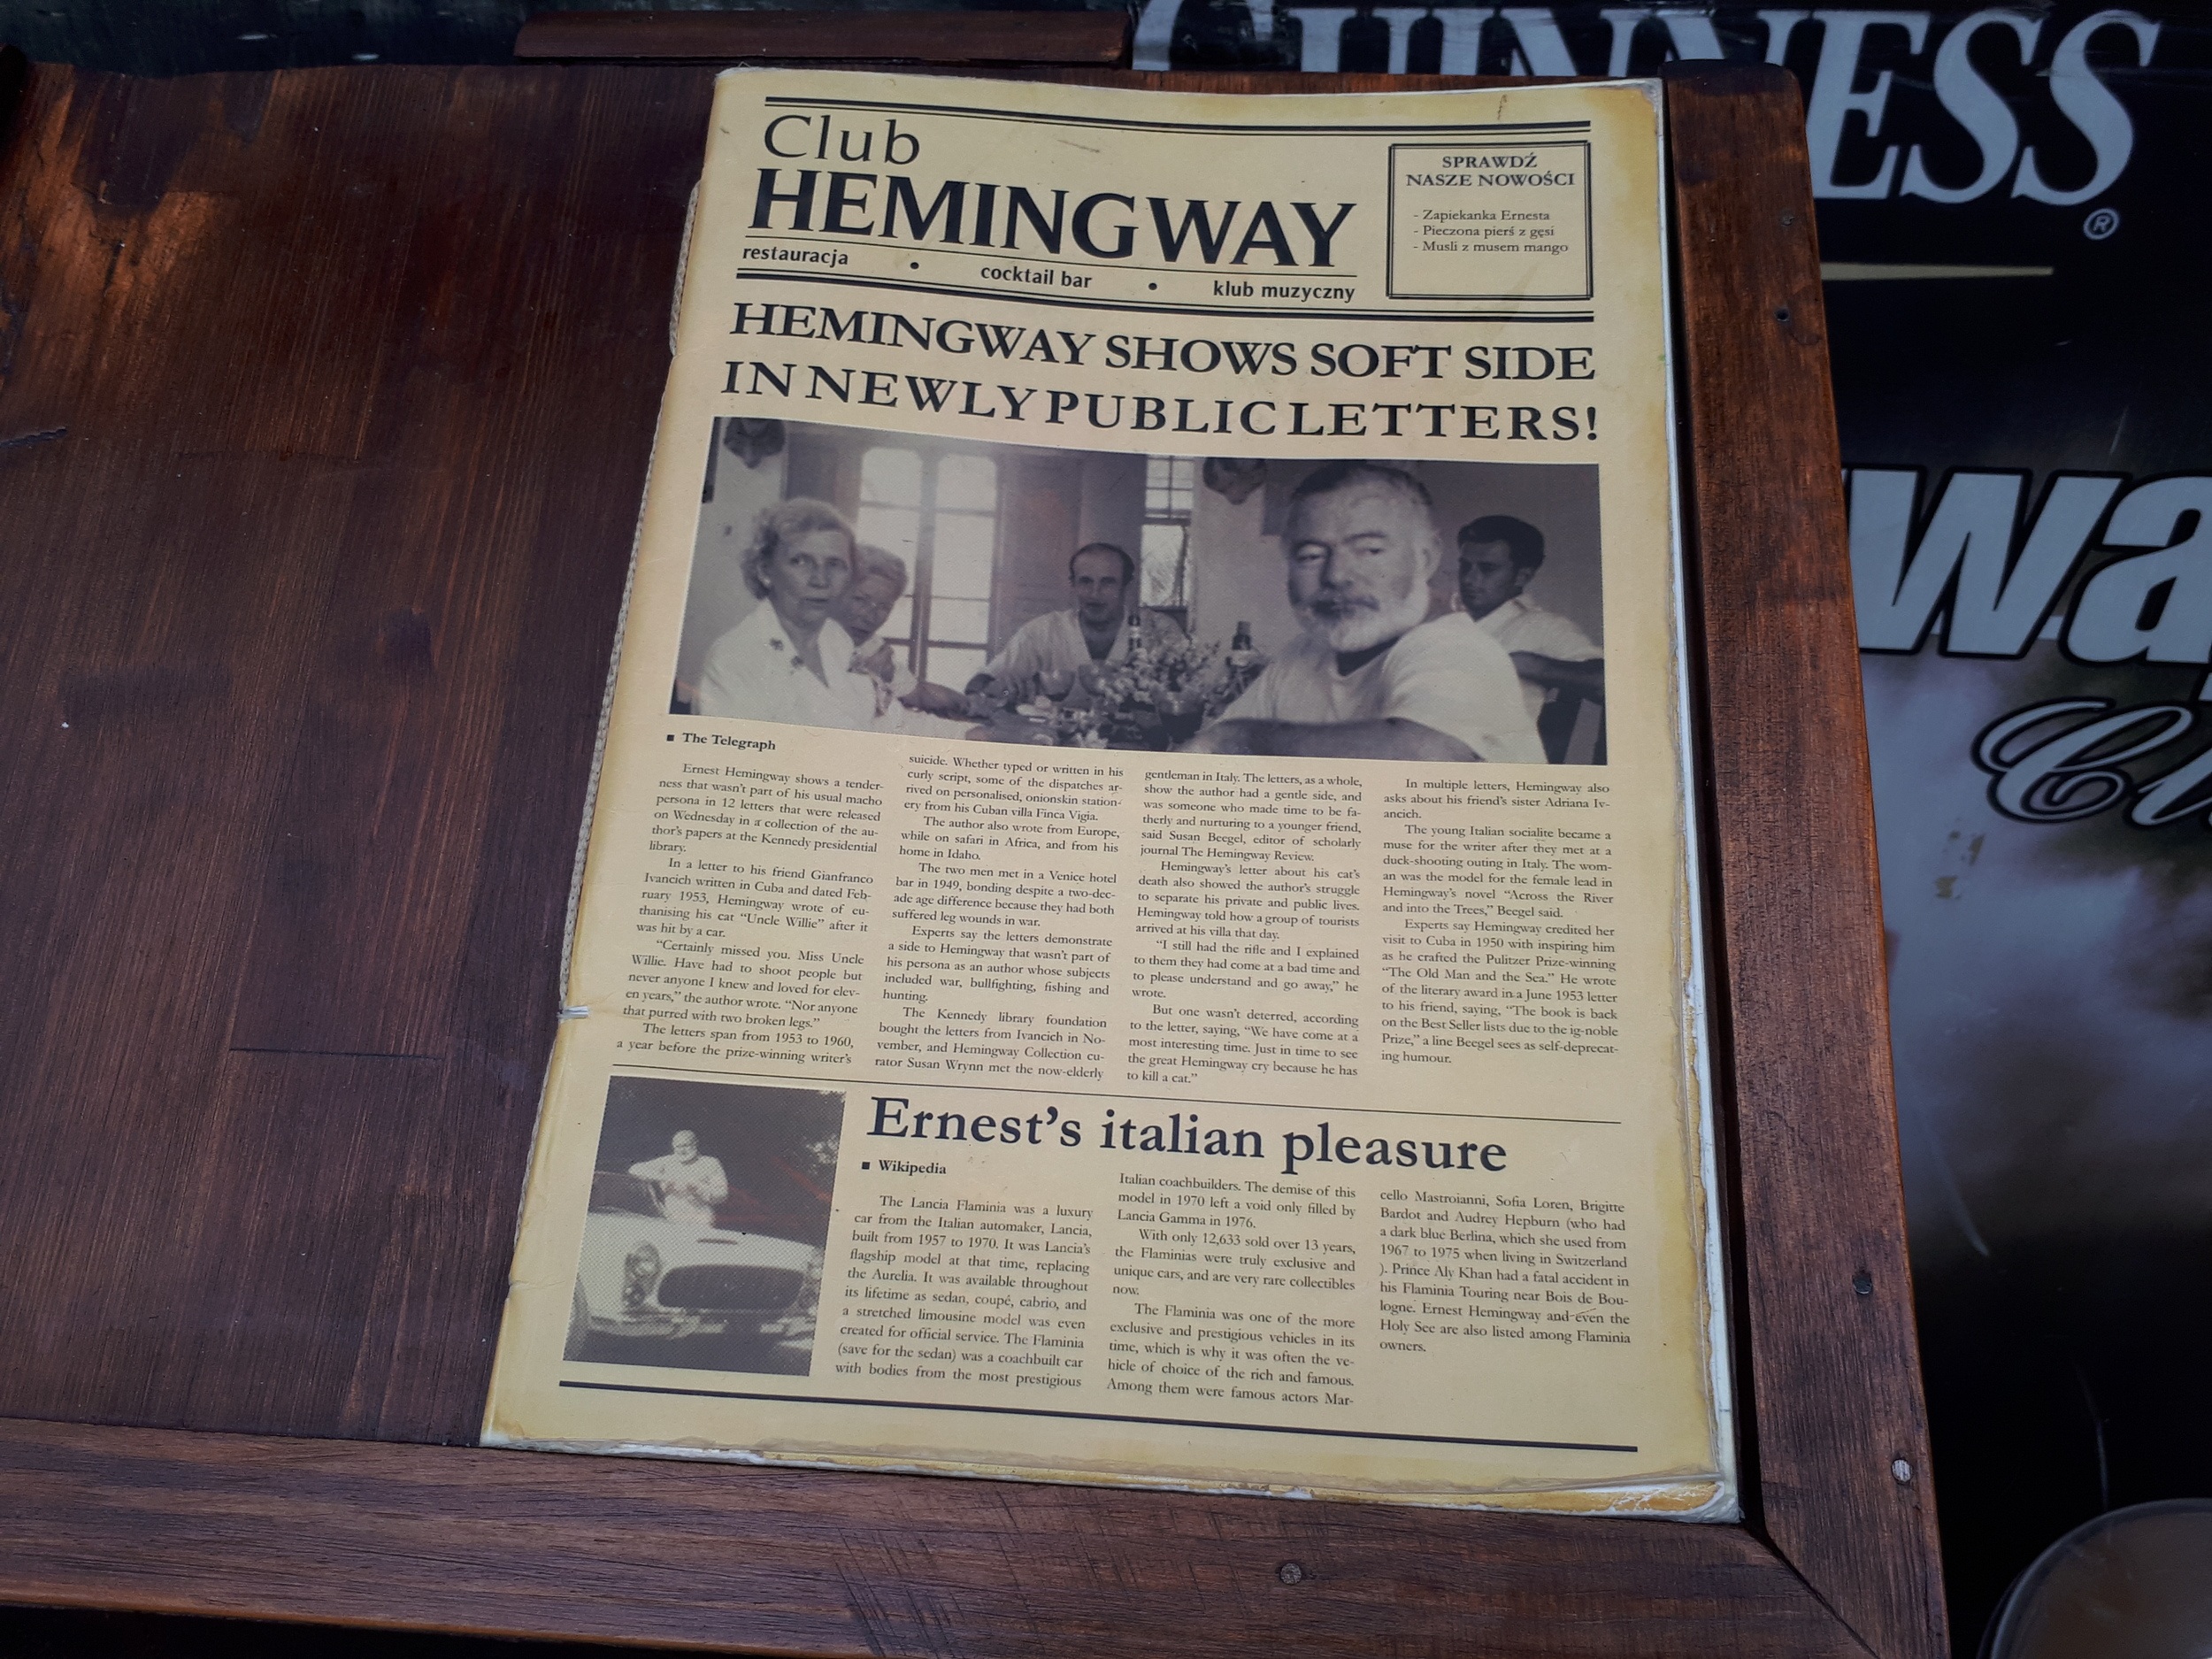 GUINNESS
®
Club
HEMINGWAY
restauracja • cocktail bar • klub muzyczny
SPRAWDŹ
NASZE NOWOŚCI
- Zapiekanka Ernesta
- Pieczona pierś z gęsi
- Musli z musem mango
HEMINGWAY SHOWS SOFT SIDE
IN NEWLY PUBLIC LETTERS!
▪ The Telegraph
Ernest Hemingway shows a tender-
ness that wasn't part of his usual macho
persona in 12 letters that were released
on Wednesday in a collection of the au-
thor's papers at the Kennedy presidential
library.
In a letter to his friend Gianfranco
Ivancich written in Cuba and dated Feb-
ruary 1953, Hemingway wrote of eu-
thanising his cat "Uncle Willie" after it
was hit by a car.
"Certainly missed you. Miss Uncle
Willie. Have had to shoot people but
never anyone I knew and loved for elev-
en years," the author wrote. "Nor anyone
that purred with two broken legs."
The letters span from 1953 to 1960,
a year before the prize-winning writer's
suicide. Whether typed or written in his
curly script, some of the dispatches ar-
rived on personalised, onionskin station-
ery from his Cuban villa Finca Vigia.
The author also wrote from Europe,
while on safari in Africa, and from his
home in Idaho.
The two men met in a Venice hotel
bar in 1949, bonding despite a two-dec-
ade age difference because they had both
suffered leg wounds in war.
Experts say the letters demonstrate
a side to Hemingway that wasn't part of
his persona as an author whose subjects
included war, bullfighting, fishing and
hunting.
The Kennedy library foundation
bought the letters from Ivancich in No-
vember, and Hemingway Collection cu-
rator Susan Wrynn met the now-elderly
gentleman in Italy. The letters, as a whole,
show the author had a gentle side, and
was someone who made time to be fa-
therly and nurturing to a younger friend,
said Susan Beegel, editor of scholarly
journal The Hemingway Review.
Hemingway's letter about his cat's
death also showed the author's struggle
to separate his private and public lives.
Hemingway told how a group of tourists
arrived at his villa that day.
"I still had the rifle and I explained
to them they had come at a bad time and
to please understand and go away," he
wrote.
But one wasn't deterred, according
to the letter, saying, "We have come at a
most interesting time. Just in time to see
the great Hemingway cry because he has
to kill a cat."
In multiple letters, Hemingway also
asks about his friend's sister Adriana Iv-
ancich.
The young Italian socialite became a
muse for the writer after they met at a
duck-shooting outing in Italy. The wom-
an was the model for the female lead in
Hemingway's novel "Across the River
and into the Trees," Beegel said.
Experts say Hemingway credited her
visit to Cuba in 1950 with inspiring him
as he crafted the Pulitzer Prize-winning
"The Old Man and the Sea." He wrote
of the literary award in a June 1953 letter
to his friend, saying, "The book is back
on the Best Seller lists due to the ig-noble
Prize," a line Beegel sees as self-deprecat-
ing humour.
Ernest's italian pleasure
▪ Wikipedia
The Lancia Flaminia was a luxury
car from the Italian automaker, Lancia,
built from 1957 to 1970. It was Lancia's
flagship model at that time, replacing
the Aurelia. It was available throughout
its lifetime as sedan, coupé, cabrio, and
a stretched limousine model was even
created for official service. The Flaminia
(save for the sedan) was a coachbuilt car
with bodies from the most prestigious
Italian coachbuilders. The demise of this
model in 1970 left a void only filled by
Lancia Gamma in 1976.
With only 12,633 sold over 13 years,
the Flaminias were truly exclusive and
unique cars, and are very rare collectibles
now.
The Flaminia was one of the more
exclusive and prestigious vehicles in its
time, which is why it was often the ve-
hicle of choice of the rich and famous.
Among them were famous actors Mar-
cello Mastroianni, Sofia Loren, Brigitte
Bardot and Audrey Hepburn (who had
a dark blue Berlina, which she used from
1967 to 1975 when living in Switzerland
). Prince Aly Khan had a fatal accident in
his Flaminia Touring near Bois de Bou-
logne. Ernest Hemingway and even the
Holy See are also listed among Flaminia
owners.
wa